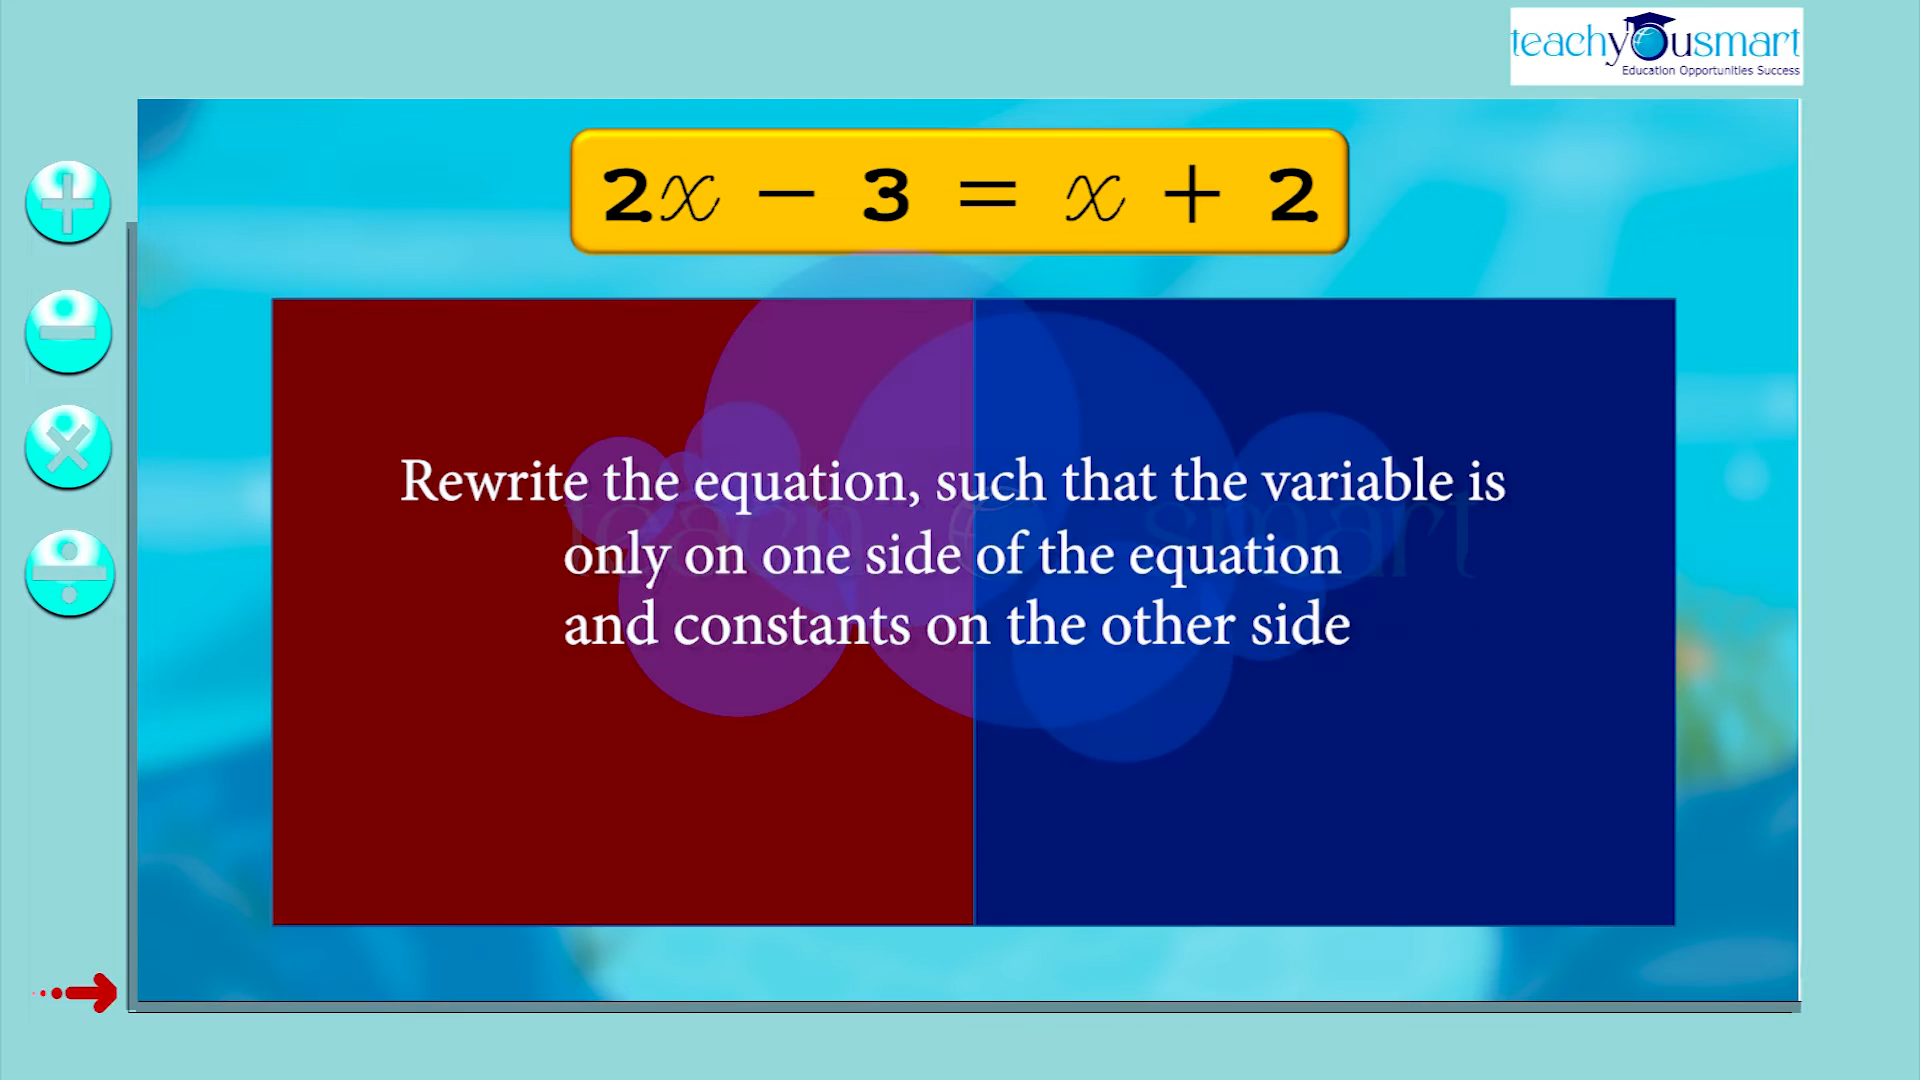 teachyousmart
Education Opportunities Success
2x − 3 = x + 2
Rewrite the equation, such that the variable is
only on one side of the equation
and constants on the other side